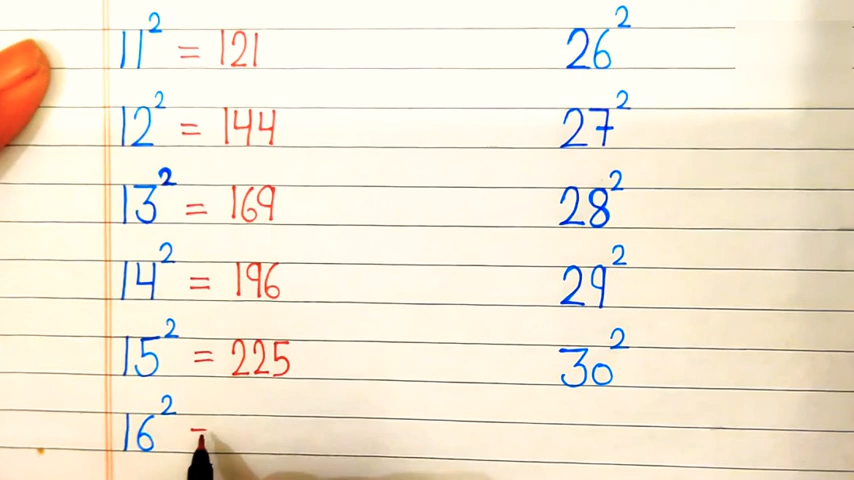 11² = 121
12² = 144
13² = 169
14² = 196
15² = 225
16² -
26²
27²
28²
29²
30²